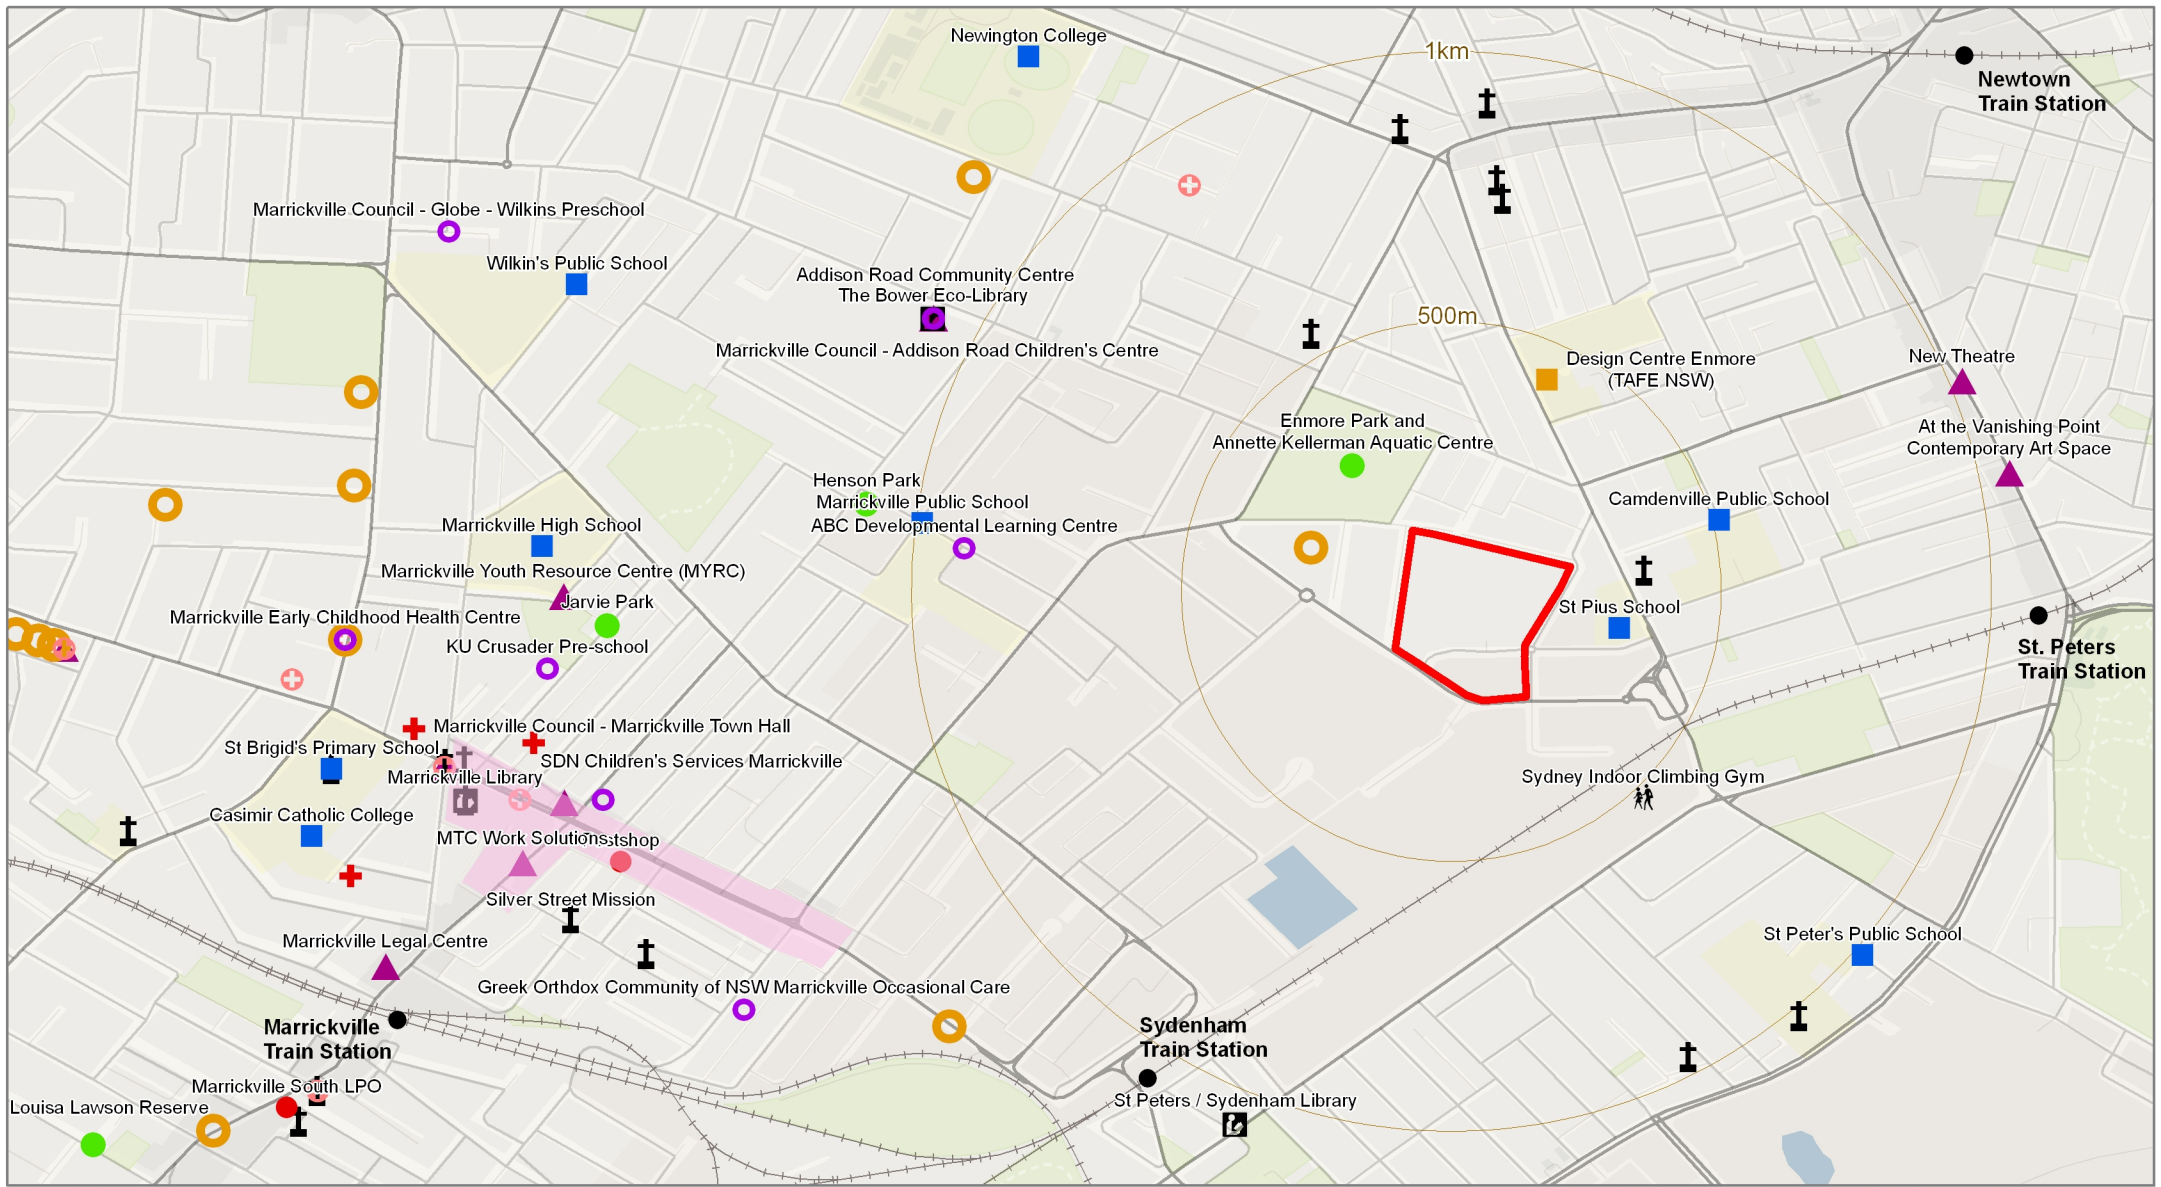 Newington College
1km
Newtown
Train Station
Marrickville Council - Globe - Wilkins Preschool
Wilkin's Public School
Addison Road Community Centre
The Bower Eco-Library
500m
Marrickville Council - Addison Road Children's Centre
Design Centre Enmore
(TAFE NSW)
New Theatre
Enmore Park and
Annette Kellerman Aquatic Centre
At the Vanishing Point
Contemporary Art Space
Henson Park
Marrickville Public School
ABC Developmental Learning Centre
Camdenville Public School
Marrickville High School
Marrickville Youth Resource Centre (MYRC)
Jarvie Park
St Pius School
Marrickville Early Childhood Health Centre
KU Crusader Pre-school
St. Peters
Train Station
Marrickville Council - Marrickville Town Hall
St Brigid's Primary School
SDN Children's Services Marrickville
Marrickville Library
Sydney Indoor Climbing Gym
Casimir Catholic College
MTC Work Solutions
Silver Street Mission
St Peter's Public School
Marrickville Legal Centre
Greek Orthdox Community of NSW Marrickville Occasional Care
Marrickville
Train Station
Sydenham
Train Station
Marrickville South LPO
St Peters / Sydenham Library
Louisa Lawson Reserve